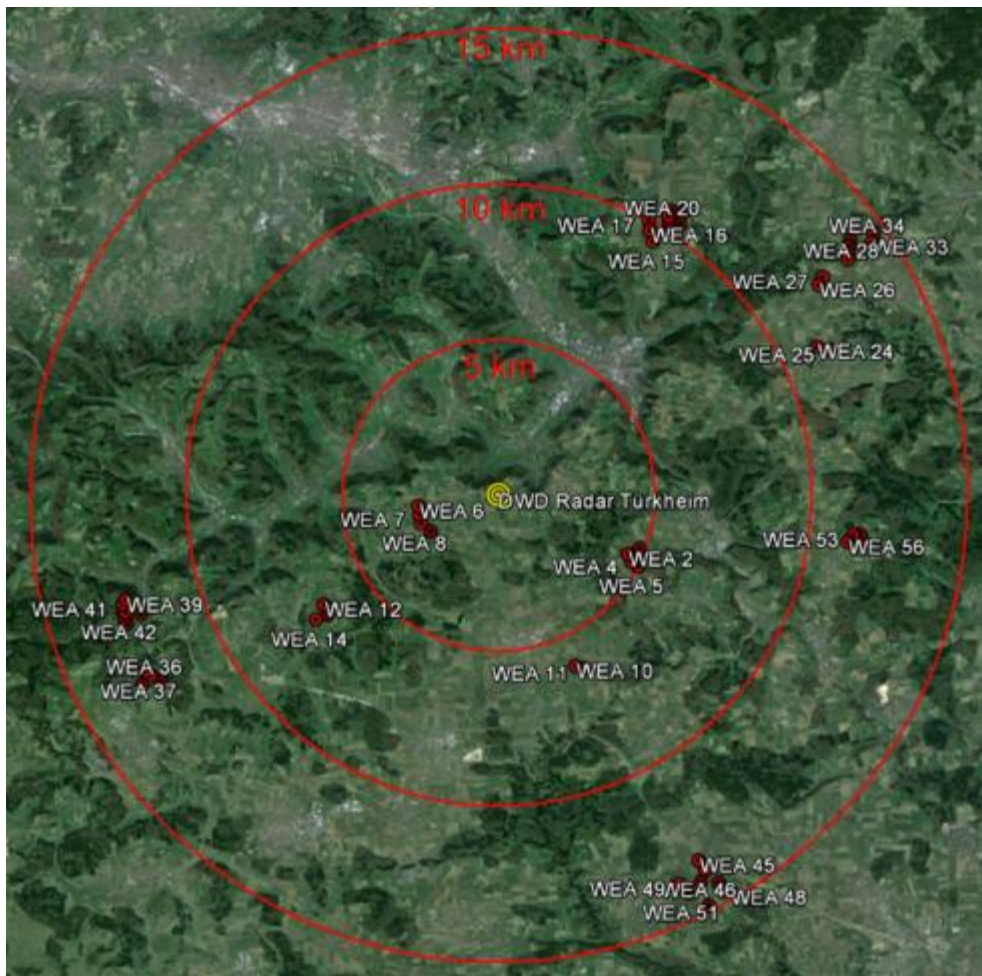 15 km
10 km
WEA 20
WEA 17
WEA 16
WEA 15
WEA 34
WEA 33
WEA 28
WEA 27
WEA 26
WEA 25
WEA 24
5 km
DWD Radar Türkheim
WEA 6
WEA 7
WEA 8
WEA 53
WEA 56
WEA 2
WEA 4
WEA 5
WEA 41
WEA 39
WEA 42
WEA 12
WEA 14
WEA 36
WEA 37
WEA 11
WEA 10
WEA 45
WEA 49
WEA 46
WEA 48
WEA 51